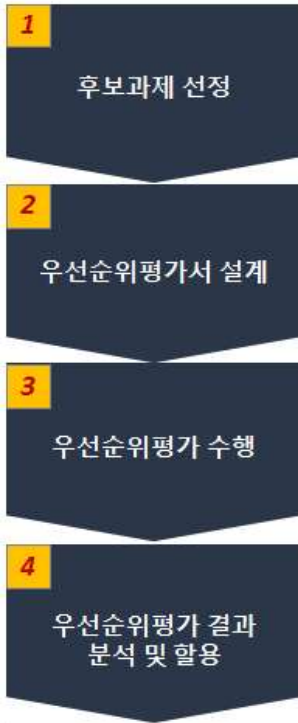 1
후보과제 선정
2
우선순위평가서 설계
3
우선순위평가 수행
4
우선순위평가 결과
분석 및 할용